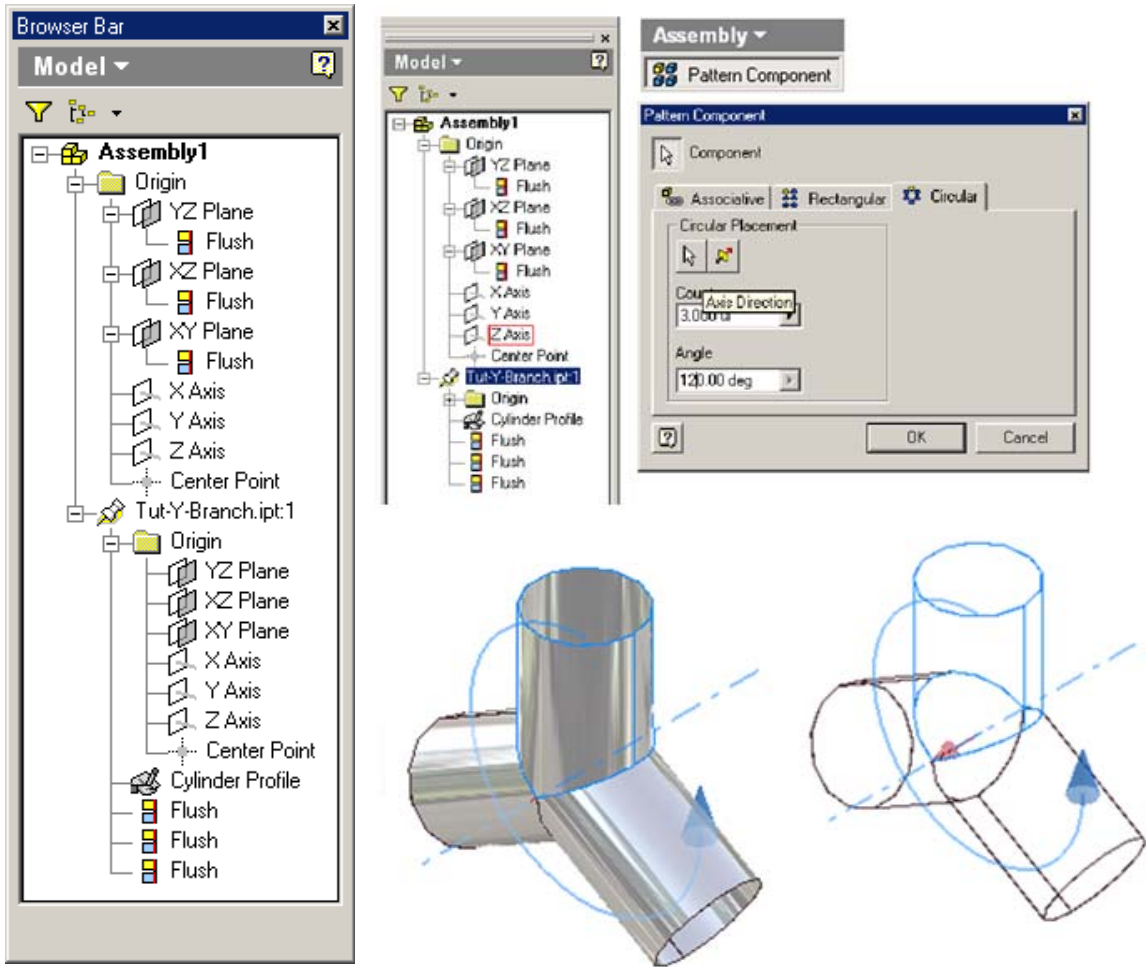 Browser Bar
Model
Assembly1
Origin
YZ Plane
Flush
XZ Plane
Flush
XY Plane
Flush
X Axis
Y Axis
Z Axis
Center Point
Tut-Y-Branch.ipt:1
Origin
YZ Plane
XZ Plane
XY Plane
X Axis
Y Axis
Z Axis
Center Point
Cylinder Profile
Flush
Flush
Flush
Model
Assembly1
Origin
YZ Plane
Flush
XZ Plane
Flush
XY Plane
Flush
X Axis
Y Axis
Z Axis
Center Point
Tut-Y-Branch.ipt:1
Origin
Cylinder Profile
Flush
Flush
Flush
Assembly
Pattern Component
Pattern Component
Component
Associative Rectangular Circular
Circular Placement
Axis Direction
3.000 ul
Angle
120.00 deg
OK Cancel